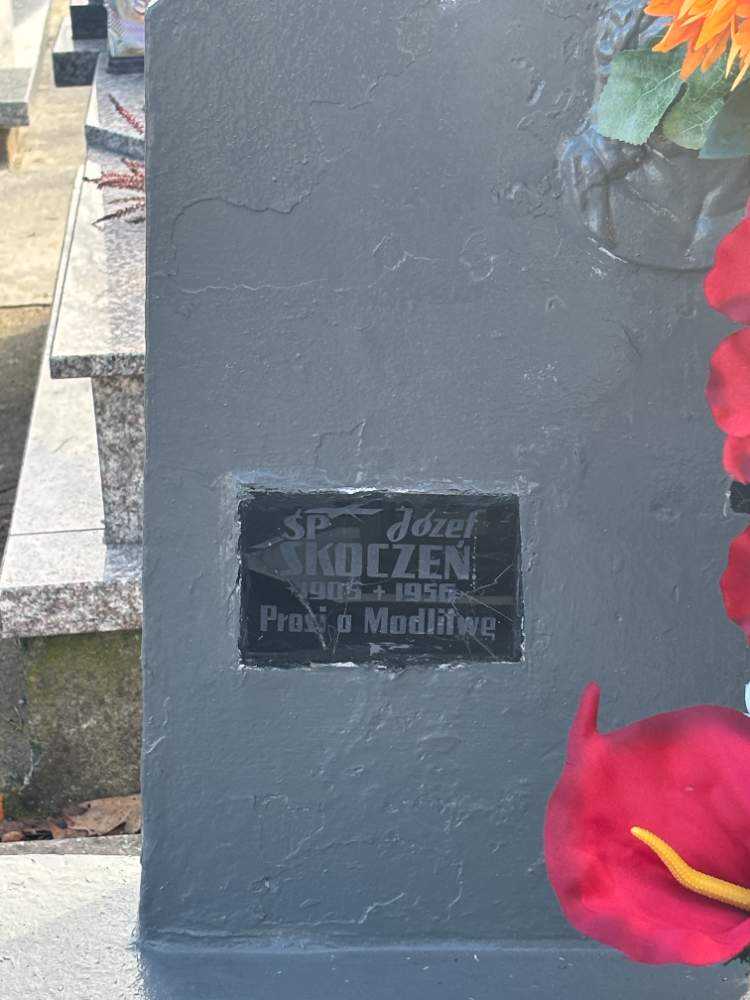 ŚP Józef
SKOCZEŃ
1905 + 1956
Prosi o Modlitwę